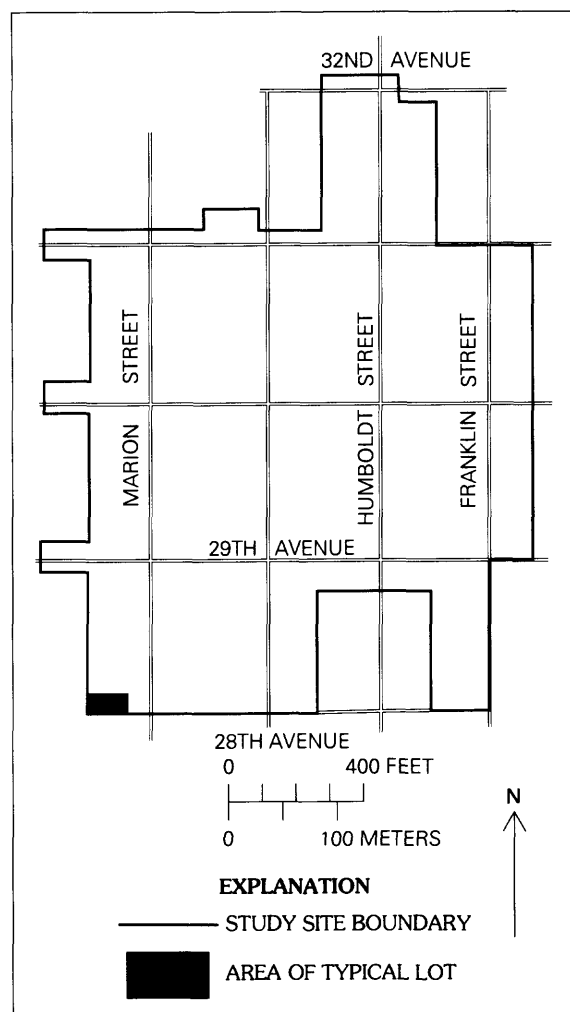 32ND AVENUE
MARION STREET
HUMBOLDT STREET
FRANKLIN STREET
29TH AVENUE
28TH AVENUE
0 400 FEET
0 100 METERS
N
EXPLANATION
STUDY SITE BOUNDARY
AREA OF TYPICAL LOT